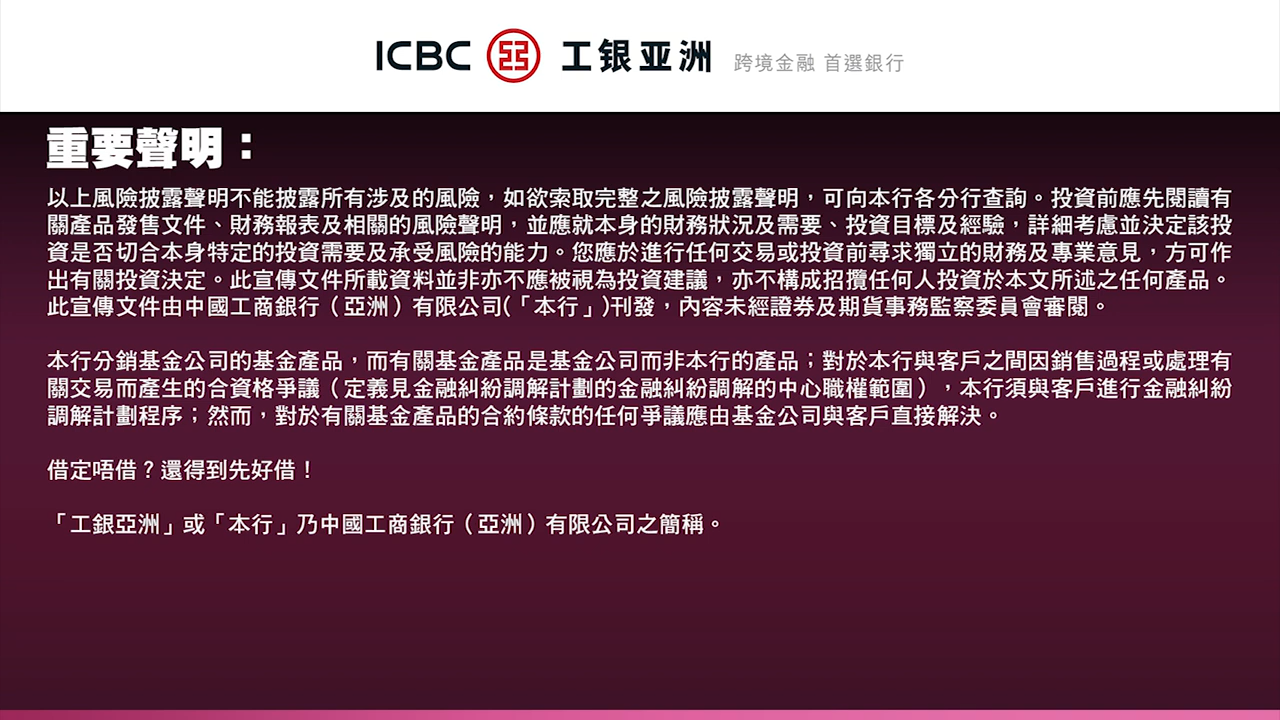 ICBC 工银亚洲 跨境金融 首選銀行
重要聲明：
以上風險披露聲明不能披露所有涉及的風險，如欲索取完整之風險披露聲明，可向本行各分行查詢。投資前應先閱讀有
關產品發售文件、財務報表及相關的風險聲明，並應就本身的財務狀況及需要、投資目標及經驗，詳細考慮並決定該投
資是否切合本身特定的投資需要及承受風險的能力。您應於進行任何交易或投資前尋求獨立的財務及專業意見，方可作
出有關投資決定。此宣傳文件所載資料並非亦不應被視為投資建議，亦不構成招攬任何人投資於本文所述之任何產品。
此宣傳文件由中國工商銀行（亞洲）有限公司(「本行」)刊發，內容未經證券及期貨事務監察委員會審閱。
本行分銷基金公司的基金產品，而有關基金產品是基金公司而非本行的產品；對於本行與客戶之間因銷售過程或處理有
關交易而產生的合資格爭議（定義見金融糾紛調解計劃的金融糾紛調解的中心職權範圍），本行須與客戶進行金融糾紛
調解計劃程序；然而，對於有關基金產品的合約條款的任何爭議應由基金公司與客戶直接解決。
借定唔借？還得到先好借！
「工銀亞洲」或「本行」乃中國工商銀行（亞洲）有限公司之簡稱。